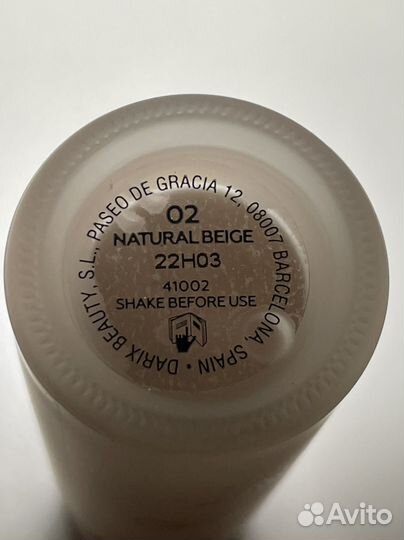 02
NATURAL BEIGE
22H03
41002
SHAKE BEFORE USE
DARIX BEAUTY, S.L., PASEO DE GRACIA 12, 08007 BARCELONA, SPAIN •
Avito